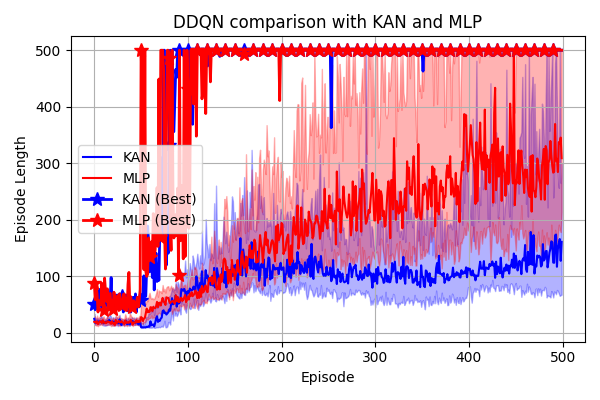 DDQN comparison with KAN and MLP
Episode Length
500
400
300
200
100
0
KAN
MLP
KAN (Best)
MLP (Best)
0
100
200
300
400
500
Episode